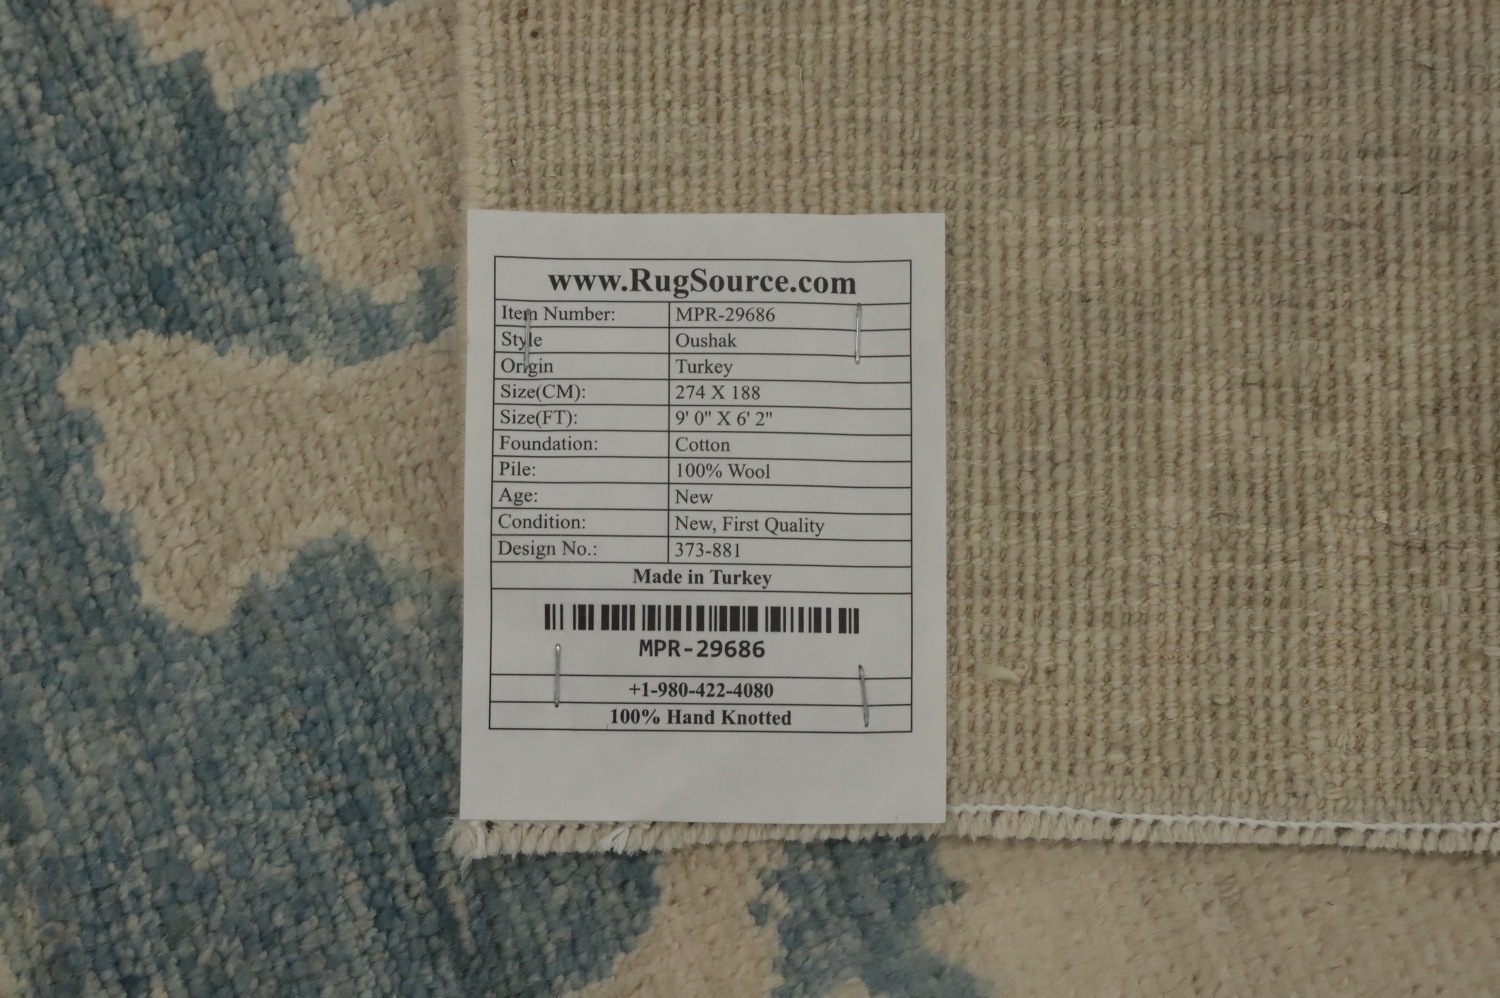 www.RugSource.com
Item Number: MPR-29686
Style Oushak
Origin Turkey
Size(CM): 274 X 188
Size(FT): 9' 0" X 6' 2"
Foundation: Cotton
Pile: 100% Wool
Age: New
Condition: New, First Quality
Design No.: 373-881
Made in Turkey
MPR-29686
+1-980-422-4080
100% Hand Knotted